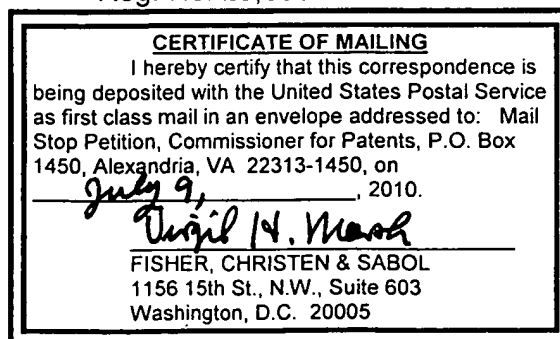 CERTIFICATE OF MAILING
I hereby certify that this correspondence is
being deposited with the United States Postal Service
as first class mail in an envelope addressed to: Mail
Stop Petition, Commissioner for Patents, P.O. Box
1450, Alexandria, VA 22313-1450, on
July 9, , 2010.
Virgil H. Marsh
FISHER, CHRISTEN & SABOL
1156 15th St., N.W., Suite 603
Washington, D.C. 20005